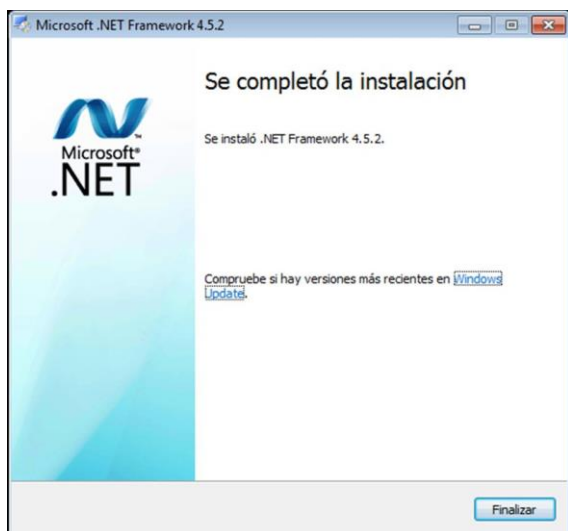 Microsoft .NET Framework 4.5.2
Se completó la instalación
Microsoft®
.NET
™
Se instaló .NET Framework 4.5.2.
Compruebe si hay versiones más recientes en Windows
Update.
Finalizar